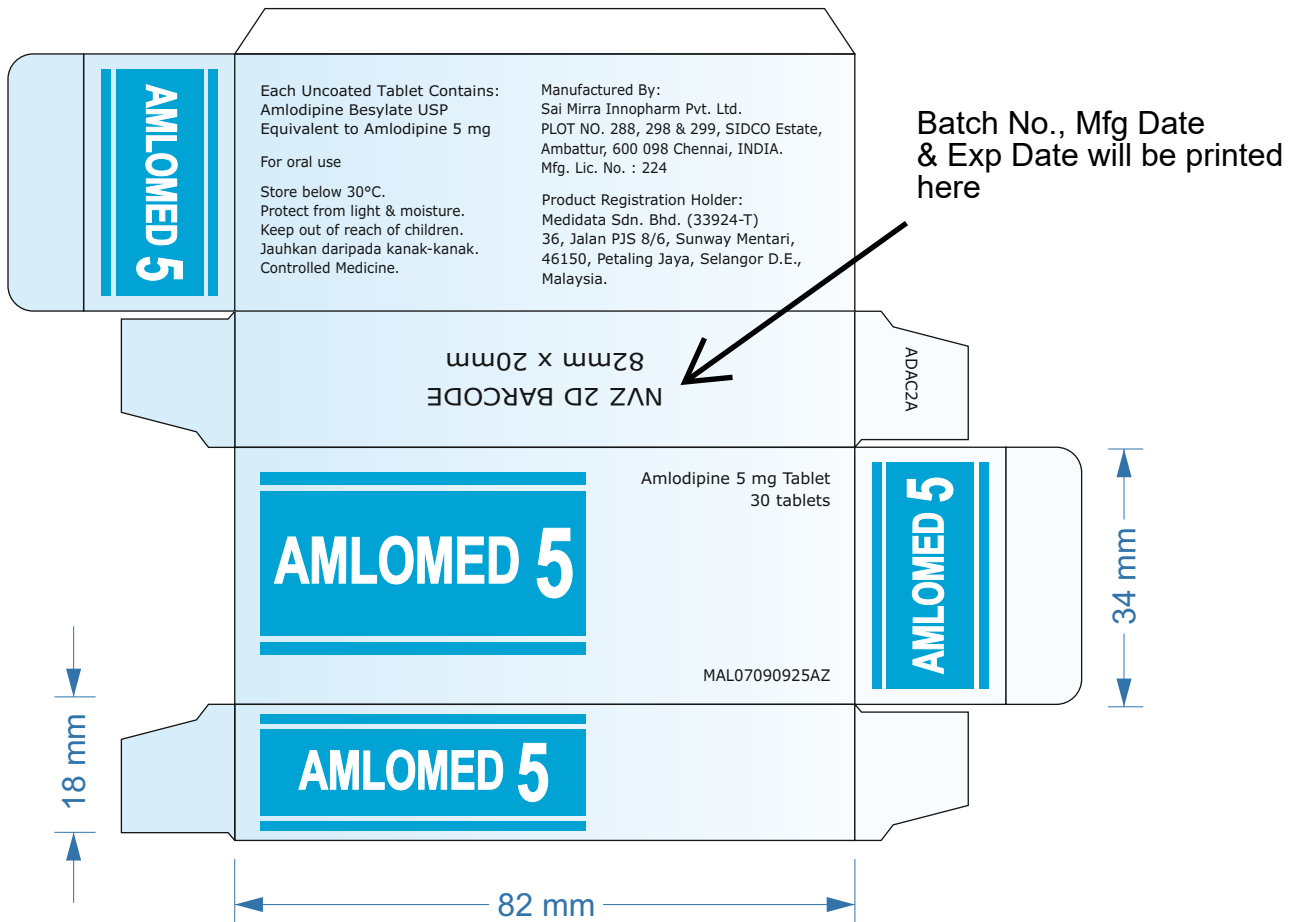 AMLOMED 5
Each Uncoated Tablet Contains:
Amlodipine Besylate USP
Equivalent to Amlodipine 5 mg
For oral use
Store below 30°C.
Protect from light & moisture.
Keep out of reach of children.
Jauhkan daripada kanak-kanak.
Controlled Medicine.
Manufactured By:
Sai Mirra Innopharm Pvt. Ltd.
PLOT NO. 288, 298 & 299, SIDCO Estate,
Ambattur, 600 098 Chennai, INDIA.
Mfg. Lic. No. : 224
Product Registration Holder:
Medidata Sdn. Bhd. (33924-T)
36, Jalan PJS 8/6, Sunway Mentari,
46150, Petaling Jaya, Selangor D.E.,
Malaysia.
Batch No., Mfg Date
& Exp Date will be printed
here
NVZ 2D BARCODE
82mm x 20mm
ADAC2A
AMLOMED 5
Amlodipine 5 mg Tablet
30 tablets
MAL07090925AZ
AMLOMED 5
34 mm
18 mm
AMLOMED 5
82 mm